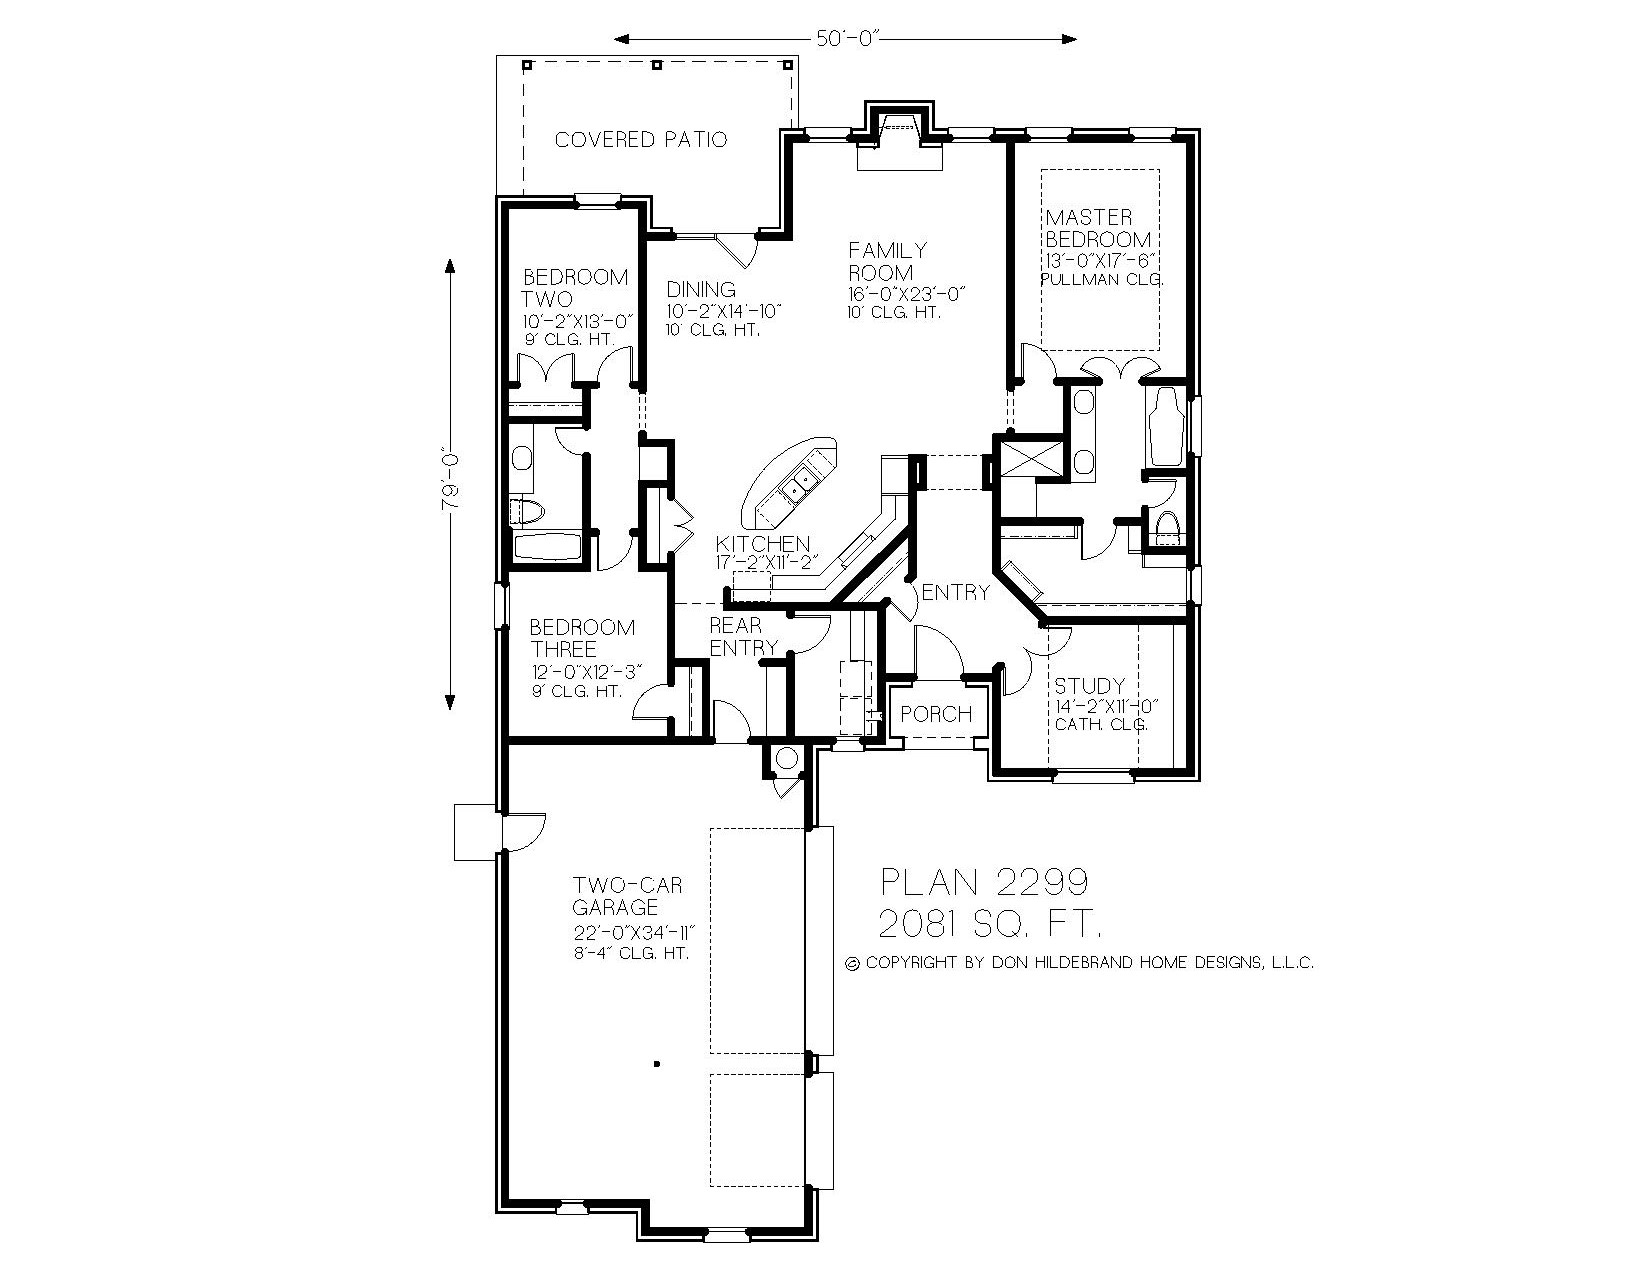 50'-0"
COVERED PATIO
MASTER
BEDROOM
13'-0"X17'-6"
PULLMAN CLG.
FAMILY
ROOM
16'-0"X23'-0"
10' CLG. HT.
BEDROOM
TWO
10'-2"X13'-0"
9' CLG. HT.
DINING
10'-2"X14'-10"
10' CLG. HT.
79'-0"
KITCHEN
17'-2"X11'-2"
ENTRY
REAR
ENTRY
BEDROOM
THREE
12'-0"X12'-3"
9' CLG. HT.
STUDY
14'-2"X11'-0"
CATH. CLG.
PORCH
TWO-CAR
GARAGE
22'-0"X34'-11"
8'-4" CLG. HT.
PLAN 2299
2081 SQ. FT.
© COPYRIGHT BY DON HILDEBRAND HOME DESIGNS, L.L.C.